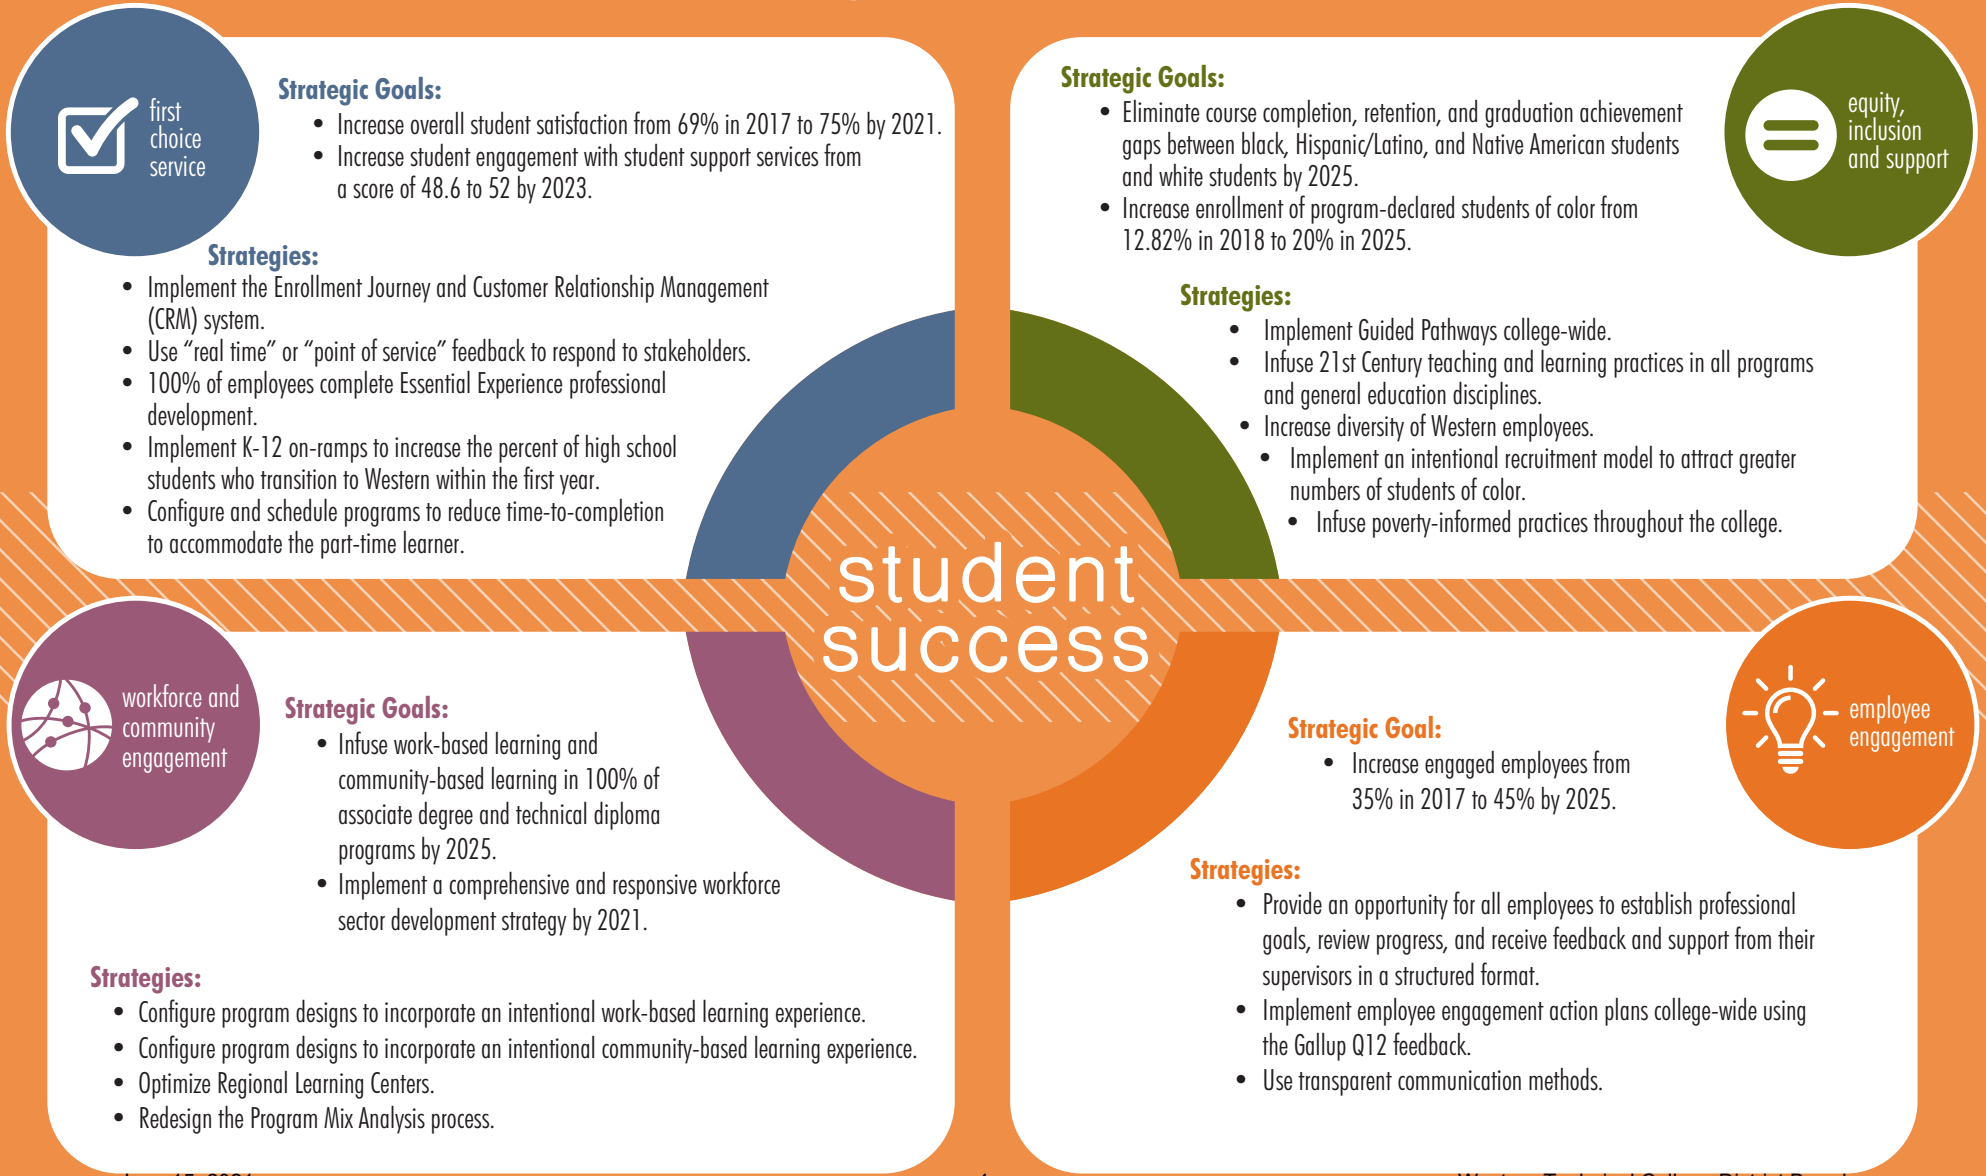 first
choice
service
Strategic Goals:
• Increase overall student satisfaction from 69% in 2017 to 75% by 2021.
• Increase student engagement with student support services from
a score of 48.6 to 52 by 2023.
Strategies:
• Implement the Enrollment Journey and Customer Relationship Management
(CRM) system.
• Use “real time” or “point of service” feedback to respond to stakeholders.
• 100% of employees complete Essential Experience professional
development.
• Implement K-12 on-ramps to increase the percent of high school
students who transition to Western within the first year.
• Configure and schedule programs to reduce time-to-completion
to accommodate the part-time learner.
equity,
inclusion
and support
Strategic Goals:
• Eliminate course completion, retention, and graduation achievement
gaps between black, Hispanic/Latino, and Native American students
and white students by 2025.
• Increase enrollment of program-declared students of color from
12.82% in 2018 to 20% in 2025.
Strategies:
• Implement Guided Pathways college-wide.
• Infuse 21st Century teaching and learning practices in all programs
and general education disciplines.
• Increase diversity of Western employees.
• Implement an intentional recruitment model to attract greater
numbers of students of color.
• Infuse poverty-informed practices throughout the college.
student
success
workforce and
community
engagement
Strategic Goals:
• Infuse work-based learning and
community-based learning in 100% of
associate degree and technical diploma
programs by 2025.
• Implement a comprehensive and responsive workforce
sector development strategy by 2021.
Strategies:
• Configure program designs to incorporate an intentional work-based learning experience.
• Configure program designs to incorporate an intentional community-based learning experience.
• Optimize Regional Learning Centers.
• Redesign the Program Mix Analysis process.
employee
engagement
Strategic Goal:
• Increase engaged employees from
35% in 2017 to 45% by 2025.
Strategies:
• Provide an opportunity for all employees to establish professional
goals, review progress, and receive feedback and support from their
supervisors in a structured format.
• Implement employee engagement action plans college-wide using
the Gallup Q12 feedback.
• Use transparent communication methods.
Western Technical College District Board